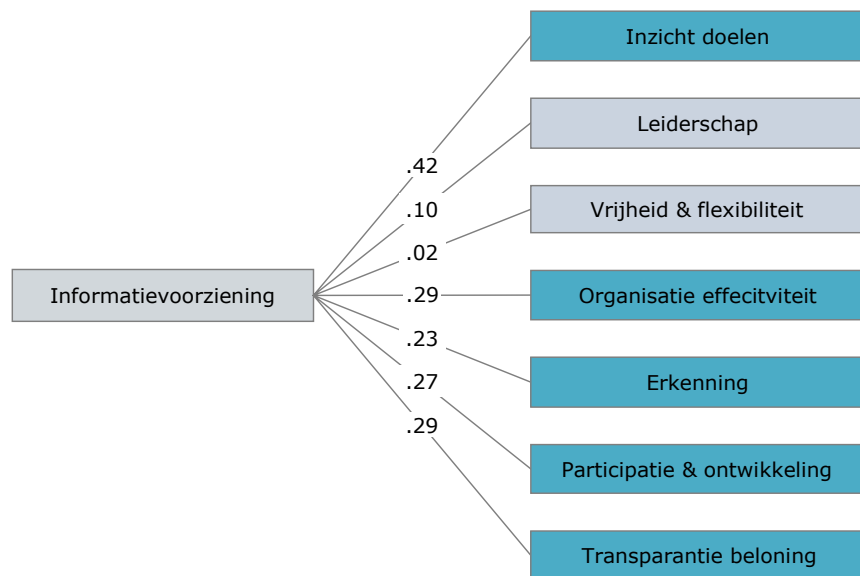 Inzicht doelen
Leiderschap
.42
.10
Vrijheid & flexibiliteit
.02
Informatievoorziening
.29
Organisatie effecitviteit
.23
Erkenning
.27
.29
Participatie & ontwikkeling
Transparantie beloning